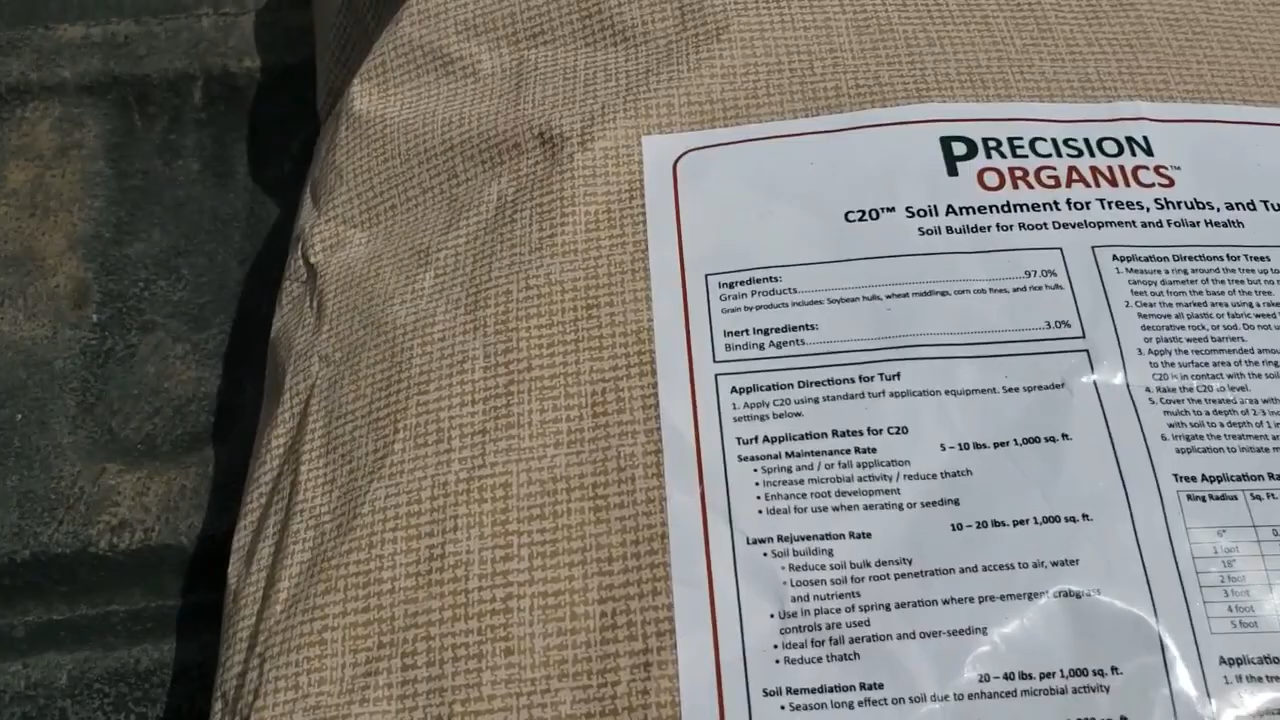 PRECISION
ORGANICS™
C20™ Soil Amendment for Trees, Shrubs, and Tu
Soil Builder for Root Development and Foliar Health
Ingredients:
Grain Products..........97.0%
Grain by-products includes: Soybean hulls, wheat middlings, corn cob fines, and rice hulls.
Inert Ingredients:
Binding Agents..........3.0%
Application Directions for Turf
1. Apply C20 using standard turf application equipment. See spreader
settings below.
Turf Application Rates for C20
Seasonal Maintenance Rate 5 – 10 lbs. per 1,000 sq. ft.
• Spring and / or fall application
• Increase microbial activity / reduce thatch
• Enhance root development
• Ideal for use when aerating or seeding
Lawn Rejuvenation Rate 10 – 20 lbs. per 1,000 sq. ft.
• Soil building
• Reduce soil bulk density
• Loosen soil for root penetration and access to air, water
and nutrients
• Use in place of spring aeration where pre-emergent crabgrass
controls are used
• Ideal for fall aeration and over-seeding
• Reduce thatch
Soil Remediation Rate 20 – 40 lbs. per 1,000 sq. ft.
• Season long effect on soil due to enhanced microbial activity
Application Directions for Trees
1. Measure a ring around the tree up to
canopy diameter of the tree but no
feet out from the base of the tree.
2. Clear the marked area using a rake
Remove all plastic or fabric weed
decorative rock, or sod. Do not
or plastic weed barriers.
3. Apply the recommended amou
to the surface area of the ring
C20 is in contact with the soil
4. Rake the C20 to level.
5. Cover the treated area with
mulch to a depth of 2-3 in
with soil to a depth of 1 in
6. Irrigate the treatment ar
application to initiate m
Tree Application Ra
Ring Radius Sq. Ft.
6" 0.
1 foot
18"
2 foot
3 foot
4 foot
5 foot
Applicatio
1. If the tre